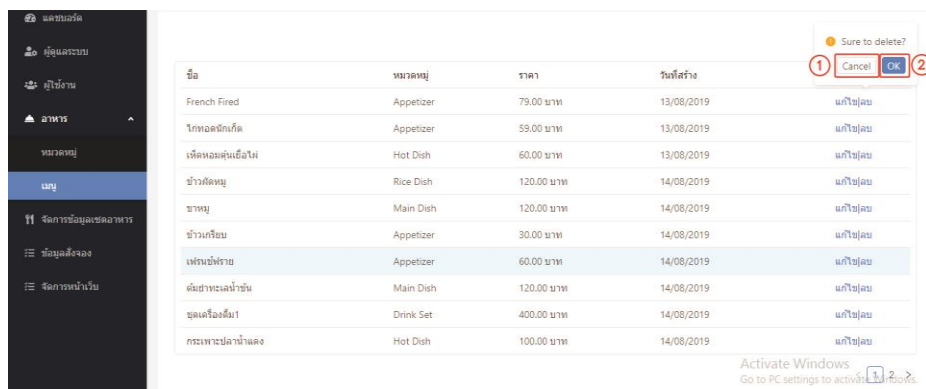 แดชบอร์ด
ผู้ดูแลระบบ
ผู้ใช้งาน
อาหาร
หมวดหมู่
เมนู
จัดการข้อมูลเซตอาหาร
ข้อมูลสั่งจอง
จัดการหน้าเว็บ
Sure to delete?
1 Cancel OK 2
ชื่อ หมวดหมู่ ราคา วันที่สร้าง
French Fired Appetizer 79.00 บาท 13/08/2019 แก้ไข|ลบ
ไก่ทอดนักเก็ต Appetizer 59.00 บาท 13/08/2019 แก้ไข|ลบ
เห็ดหอมตุ๋นเยื่อไผ่ Hot Dish 60.00 บาท 13/08/2019 แก้ไข|ลบ
ข้าวผัดหมู Rice Dish 120.00 บาท 14/08/2019 แก้ไข|ลบ
ขาหมู Main Dish 120.00 บาท 14/08/2019 แก้ไข|ลบ
ข้าวเกรียบ Appetizer 30.00 บาท 14/08/2019 แก้ไข|ลบ
เฟรนช์ฟราย Appetizer 60.00 บาท 14/08/2019 แก้ไข|ลบ
ต้มยำทะเลน้ำข้น Main Dish 120.00 บาท 14/08/2019 แก้ไข|ลบ
ชุดเครื่องดื่ม1 Drink Set 400.00 บาท 14/08/2019 แก้ไข|ลบ
กระเพาะปลาน้ำแดง Hot Dish 100.00 บาท 14/08/2019 แก้ไข|ลบ
Activate Windows
Go to PC settings to activate Windows.
< 1 2 >